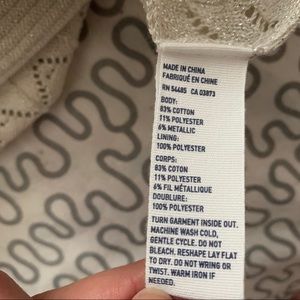 MADE IN CHINA
FABRIQUÉ EN CHINE
RN 54485 CA 03873
BODY:
83% COTTON
11% POLYESTER
6% METALLIC
LINING:
100% POLYESTER
CORPS:
83% COTON
11% POLYESTER
6% FIL MÉTALLIQUE
DOUBLURE:
100% POLYESTER
TURN GARMENT INSIDE OUT.
MACHINE WASH COLD,
GENTLE CYCLE. DO NOT
BLEACH. RESHAPE LAY FLAT
TO DRY. DO NOT WRING OR
TWIST. WARM IRON IF
NEEDED.